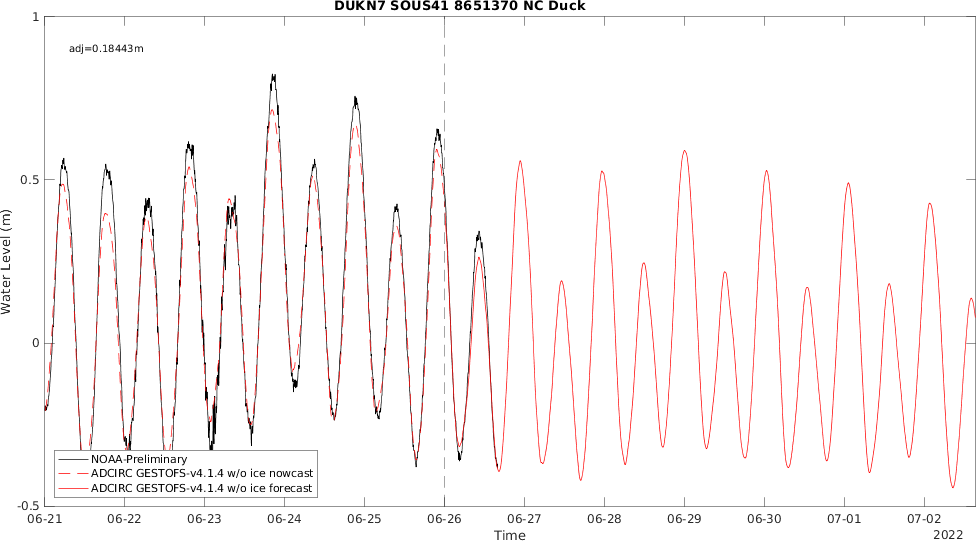 DUKN7 SOUS41 8651370 NC Duck
adj=0.18443m
1
0.5
0
-0.5
Water Level (m)
NOAA-Preliminary
ADCIRC GESTOFS-v4.1.4 w/o ice nowcast
ADCIRC GESTOFS-v4.1.4 w/o ice forecast
06-21 06-22 06-23 06-24 06-25 06-26 06-27 06-28 06-29 06-30 07-01 07-02
Time
2022